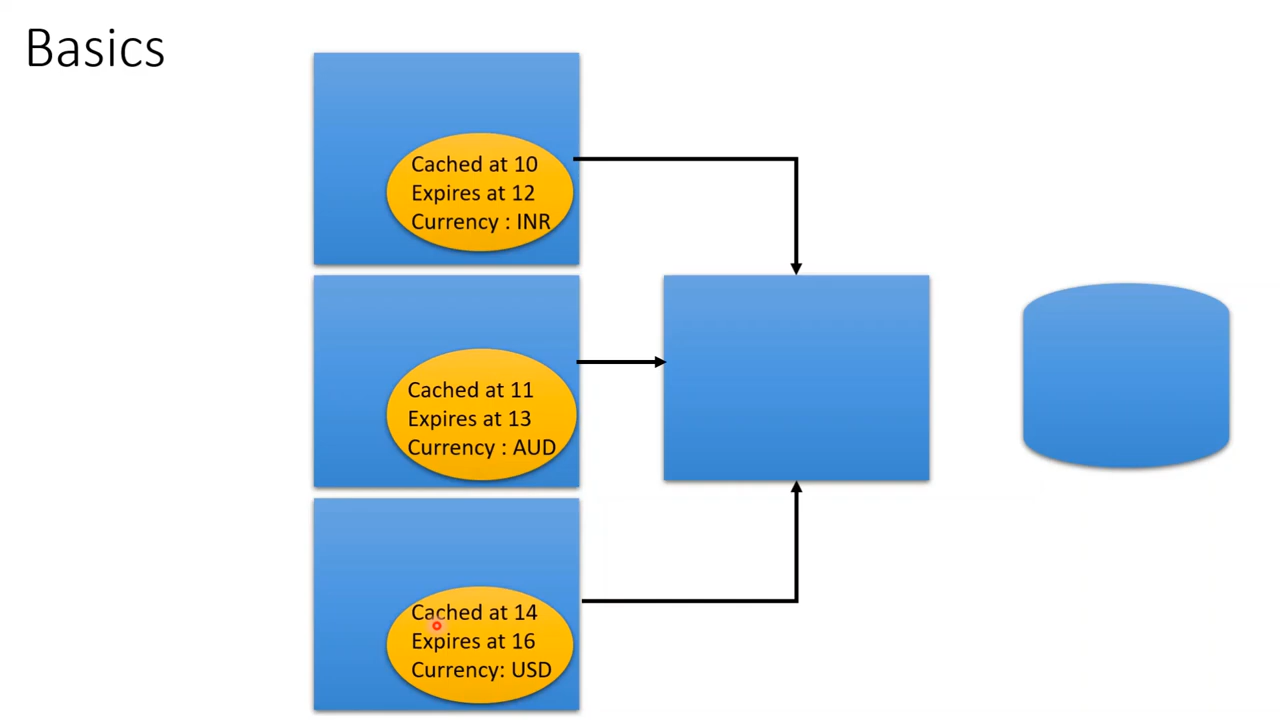 Basics
Cached at 10
Expires at 12
Currency : INR
Cached at 11
Expires at 13
Currency : AUD
Cached at 14
Expires at 16
Currency: USD